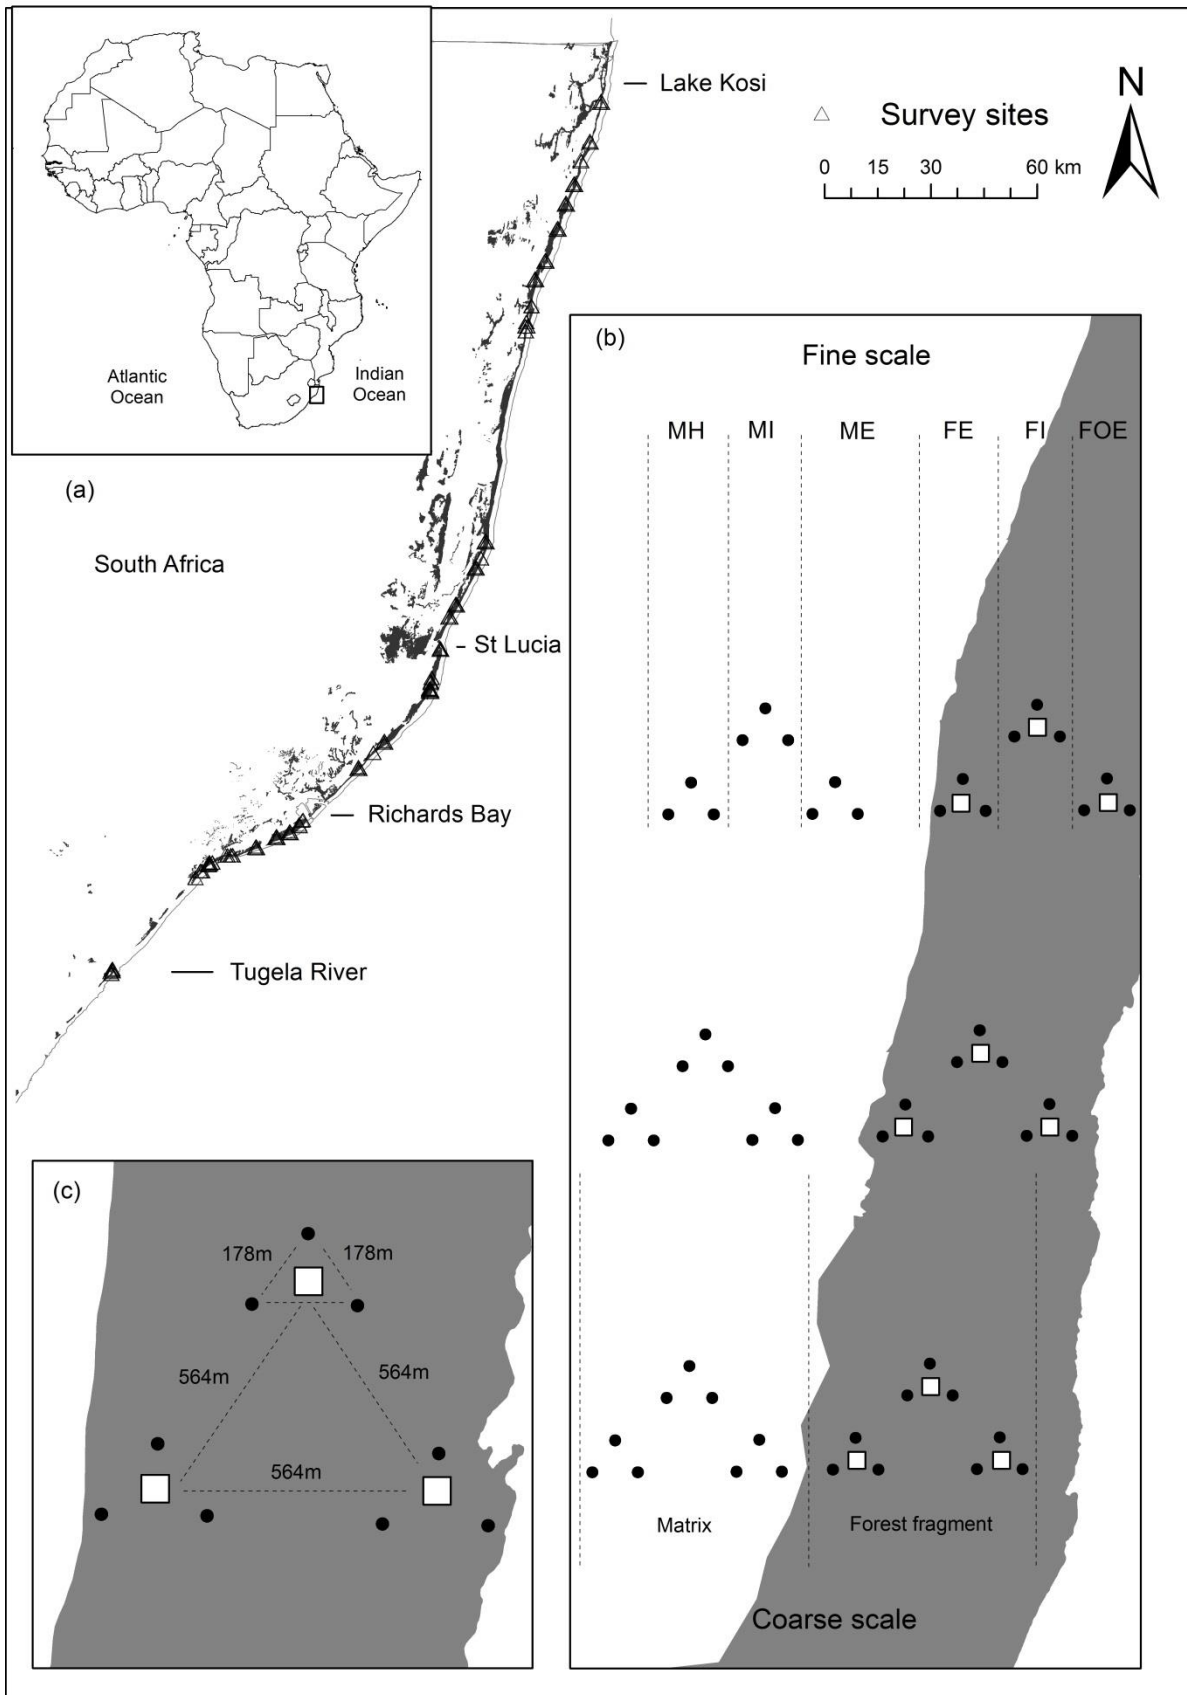 Lake Kosi
N
Survey sites
0 15 30 60 km
Atlantic
Ocean
Indian
Ocean
(a)
South Africa
St Lucia
Richards Bay
Tugela River
(b)
Fine scale
MH MI ME FE FI FOE
Matrix
Forest fragment
Coarse scale
(c)
178m 178m
564m 564m
564m